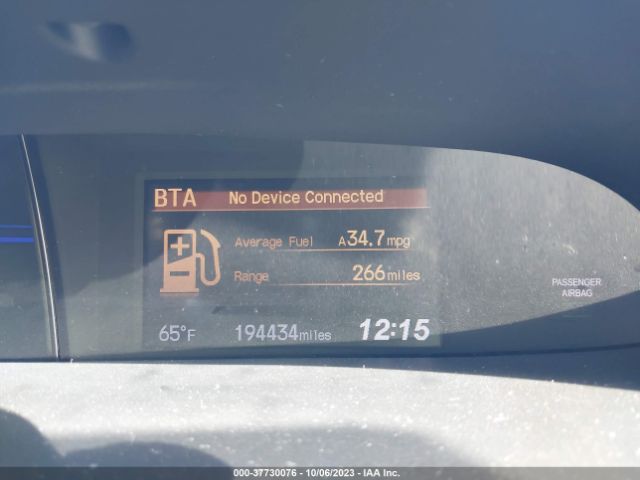 BTA No Device Connected
Average Fuel A34.7mpg
Range 266miles
PASSENGER
AIRBAG
65°F 194434miles 12:15
000-37730076 - 10/06/2023 - IAA Inc.